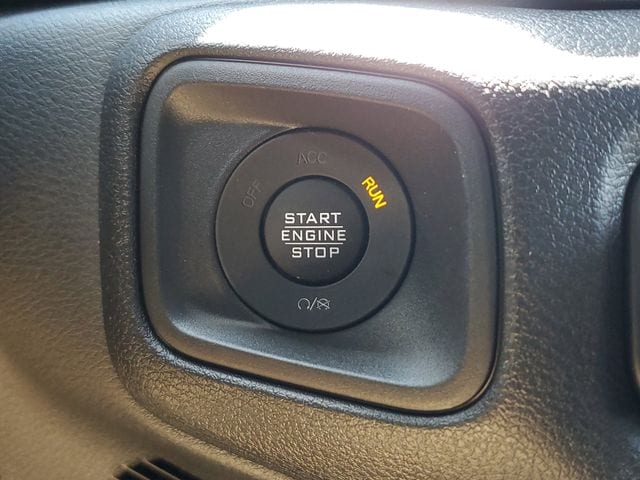 ACC
OFF
RUN
START
ENGINE
STOP